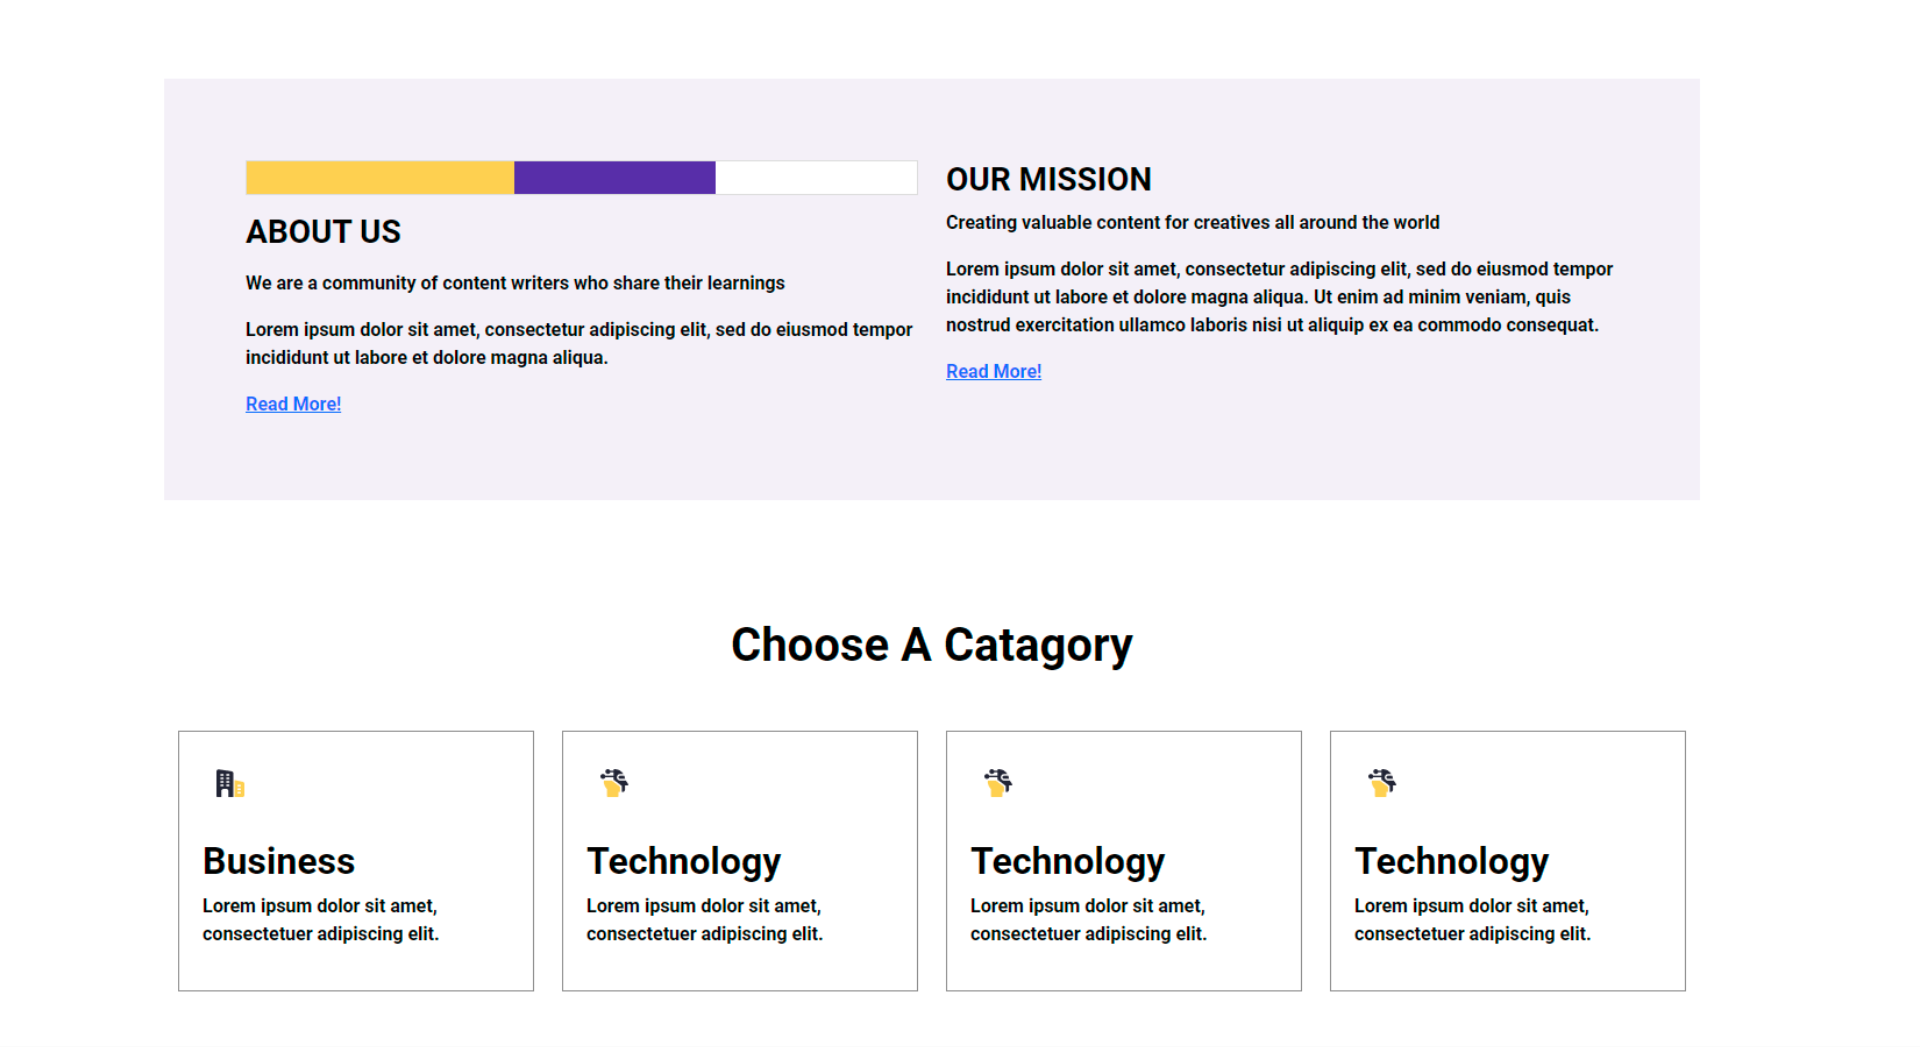 ABOUT US
We are a community of content writers who share their learnings
Lorem ipsum dolor sit amet, consectetur adipiscing elit, sed do eiusmod tempor
incididunt ut labore et dolore magna aliqua.
Read More!
OUR MISSION
Creating valuable content for creatives all around the world
Lorem ipsum dolor sit amet, consectetur adipiscing elit, sed do eiusmod tempor
incididunt ut labore et dolore magna aliqua. Ut enim ad minim veniam, quis
nostrud exercitation ullamco laboris nisi ut aliquip ex ea commodo consequat.
Read More!
Choose A Catagory
Business
Lorem ipsum dolor sit amet,
consectetuer adipiscing elit.
Technology
Lorem ipsum dolor sit amet,
consectetuer adipiscing elit.
Technology
Lorem ipsum dolor sit amet,
consectetuer adipiscing elit.
Technology
Lorem ipsum dolor sit amet,
consectetuer adipiscing elit.